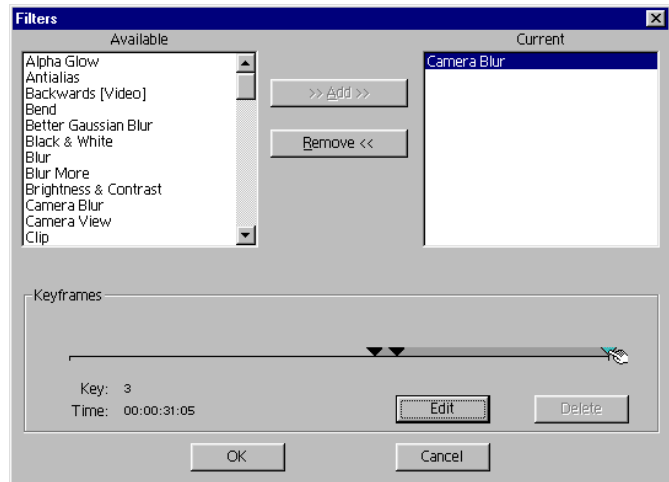 Filters
Available
Current
Alpha Glow
Antialias
Backwards [Video]
Bend
Better Gaussian Blur
Black & White
Blur
Blur More
Brightness & Contrast
Camera Blur
Camera View
Clip
>> Add >>
Remove <<
Camera Blur
Keyframes
Key: 3
Time: 00:00:31:05
Edit
Delete
OK
Cancel